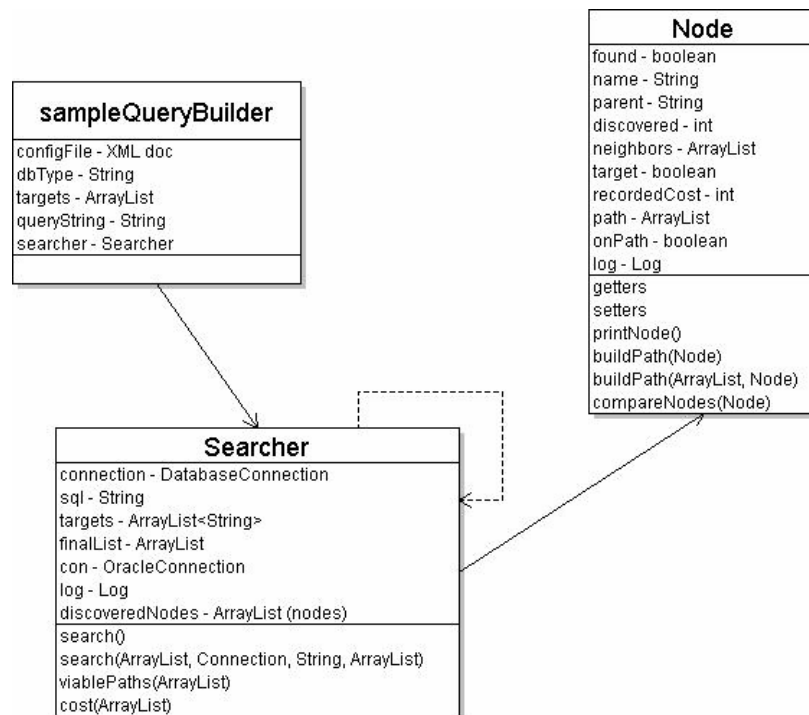 sampleQueryBuilder
configFile - XML doc
dbType - String
targets - ArrayList
queryString - String
searcher - Searcher
Node
found - boolean
name - String
parent - String
discovered - int
neighbors - ArrayList
target - boolean
recordedCost - int
path - ArrayList
onPath - boolean
log - Log
getters
setters
printNode()
buildPath(Node)
buildPath(ArrayList, Node)
compareNodes(Node)
Searcher
connection - DatabaseConnection
sql - String
targets - ArrayList<String>
finalList - ArrayList
con - OracleConnection
log - Log
discoveredNodes - ArrayList (nodes)
search()
search(ArrayList, Connection, String, ArrayList)
viablePaths(ArrayList)
cost(ArrayList)